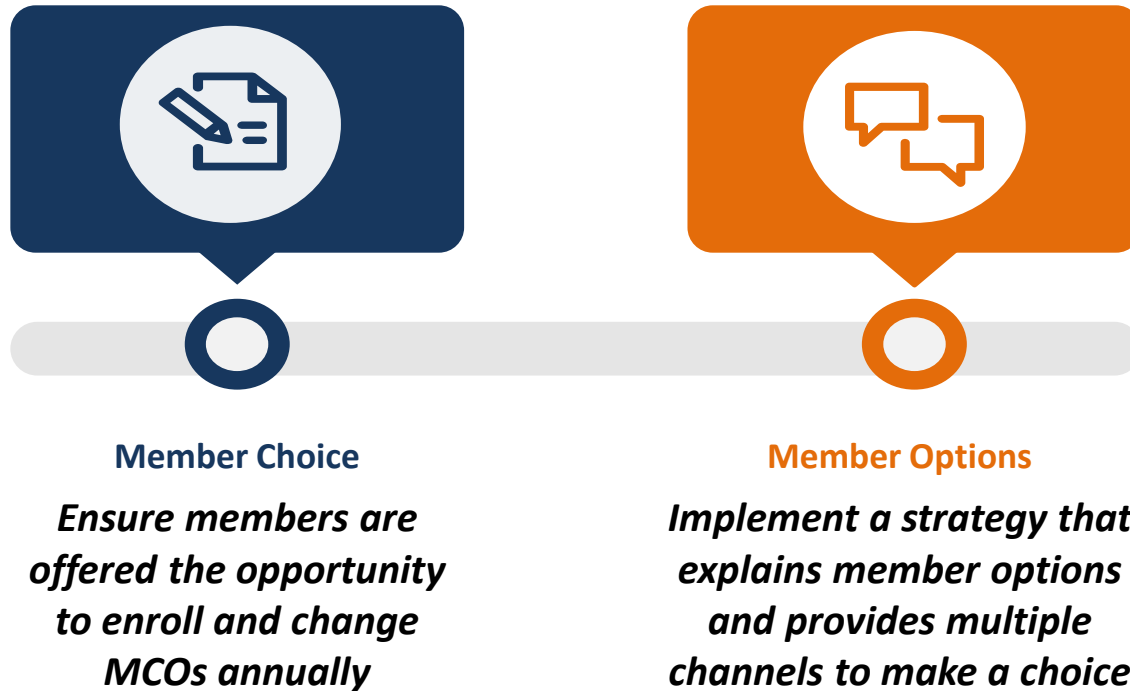 Member Choice
Ensure members are
offered the opportunity
to enroll and change
MCOs annually
Member Options
Implement a strategy that
explains member options
and provides multiple
channels to make a choice